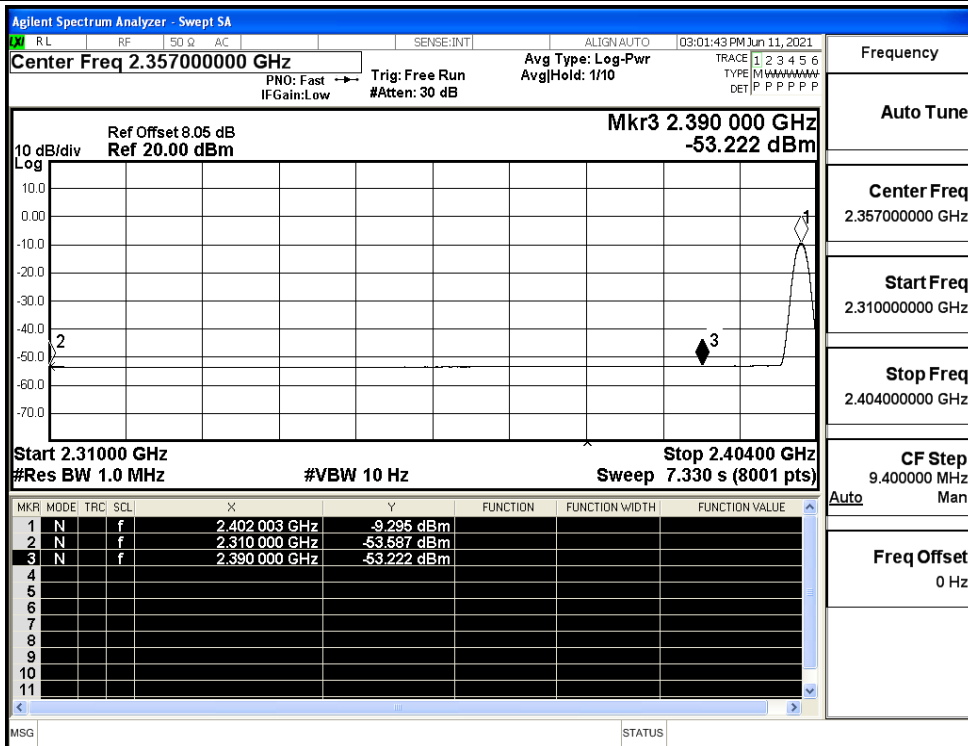 Agilent Spectrum Analyzer - Swept SA
LXI RL RF 50 Ω AC SENSE:INT ALIGN AUTO 03:01:43 PM Jun 11, 2021
Center Freq 2.357000000 GHz
PNO: Fast
IFGain:Low
Trig: Free Run
#Atten: 30 dB
Avg Type: Log-Pwr
Avg|Hold: 1/10
TRACE 1 2 3 4 5 6
TYPE M W W W W W
DET P P P P P P
Mkr3 2.390 000 GHz
-53.222 dBm
Ref Offset 8.05 dB
10 dB/div Ref 20.00 dBm
Log
10.0
0.00
-10.0
-20.0
-30.0
-40.0
-50.0
-60.0
-70.0
1
2
3
Start 2.31000 GHz Stop 2.40400 GHz
#Res BW 1.0 MHz #VBW 10 Hz Sweep 7.330 s (8001 pts)
MKR MODE TRC SCL X Y FUNCTION FUNCTION WIDTH FUNCTION VALUE
1 N f 2.402 003 GHz -9.295 dBm
2 N f 2.310 000 GHz -53.587 dBm
3 N f 2.390 000 GHz -53.222 dBm
4
5
6
7
8
9
10
11
MSG STATUS
Frequency
Auto Tune
Center Freq
2.357000000 GHz
Start Freq
2.310000000 GHz
Stop Freq
2.404000000 GHz
CF Step
9.400000 MHz
Auto Man
Freq Offset
0 Hz